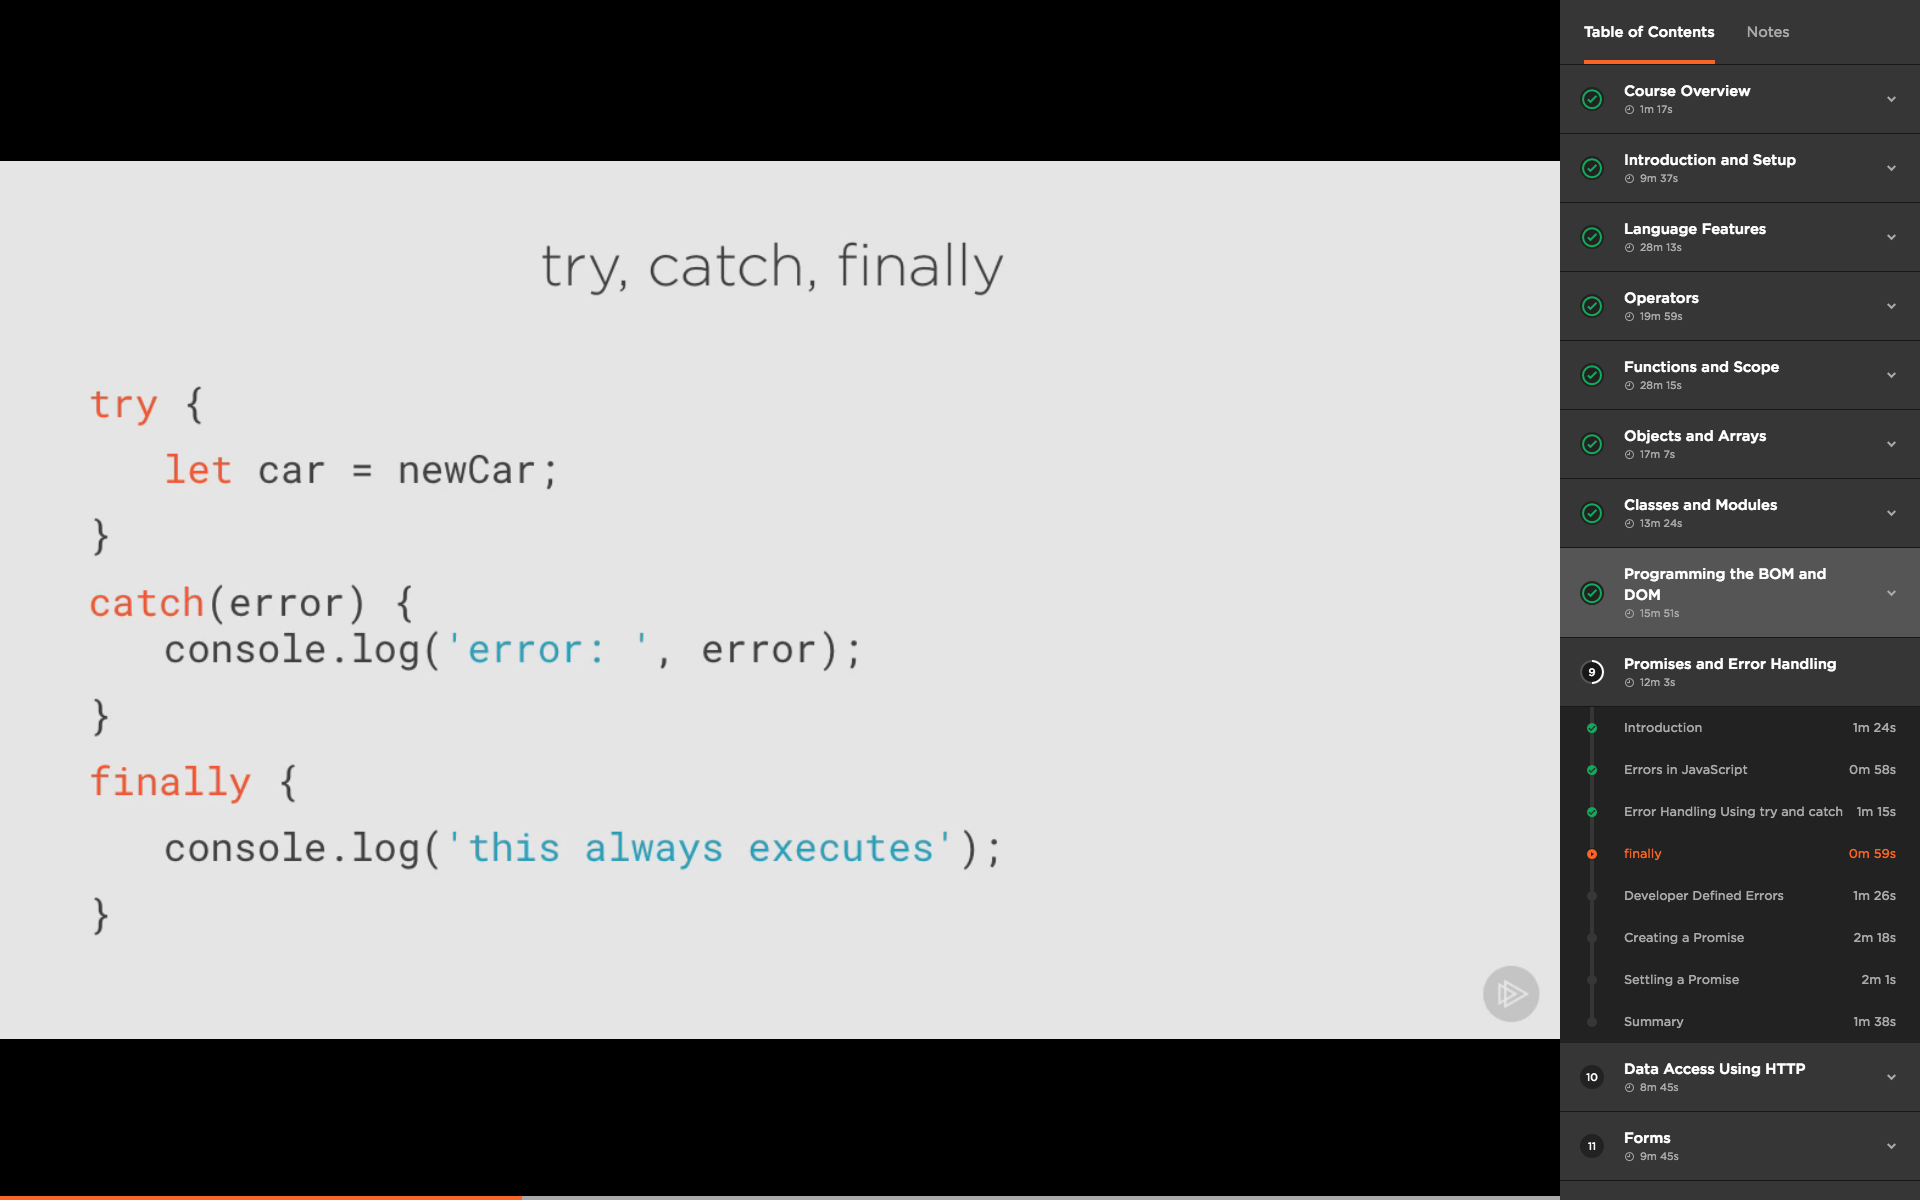 try, catch, finally
try {
let car = newCar;
}
catch(error) {
console.log('error: ', error);
}
finally {
console.log('this always executes');
}
Table of Contents
Notes
Course Overview
1m 17s
Introduction and Setup
9m 37s
Language Features
28m 13s
Operators
19m 59s
Functions and Scope
28m 15s
Objects and Arrays
17m 7s
Classes and Modules
13m 24s
Programming the BOM and
DOM
15m 51s
9
Promises and Error Handling
12m 3s
Introduction 1m 24s
Errors in JavaScript 0m 58s
Error Handling Using try and catch 1m 15s
finally 0m 59s
Developer Defined Errors 1m 26s
Creating a Promise 2m 18s
Settling a Promise 2m 1s
Summary 1m 38s
10
Data Access Using HTTP
8m 45s
11
Forms
9m 45s